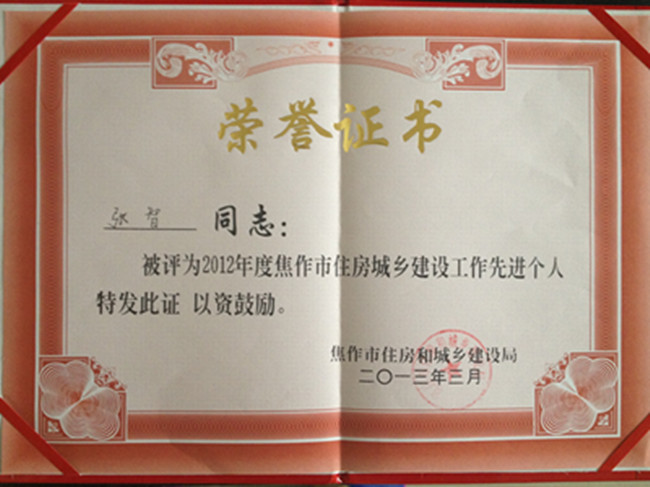 荣誉证书
张智 同志：
被评为2012年度焦作市住房城乡建设工作先进个人
特发此证 以资鼓励。
焦作市住房和城乡建设局
二〇一三年三月